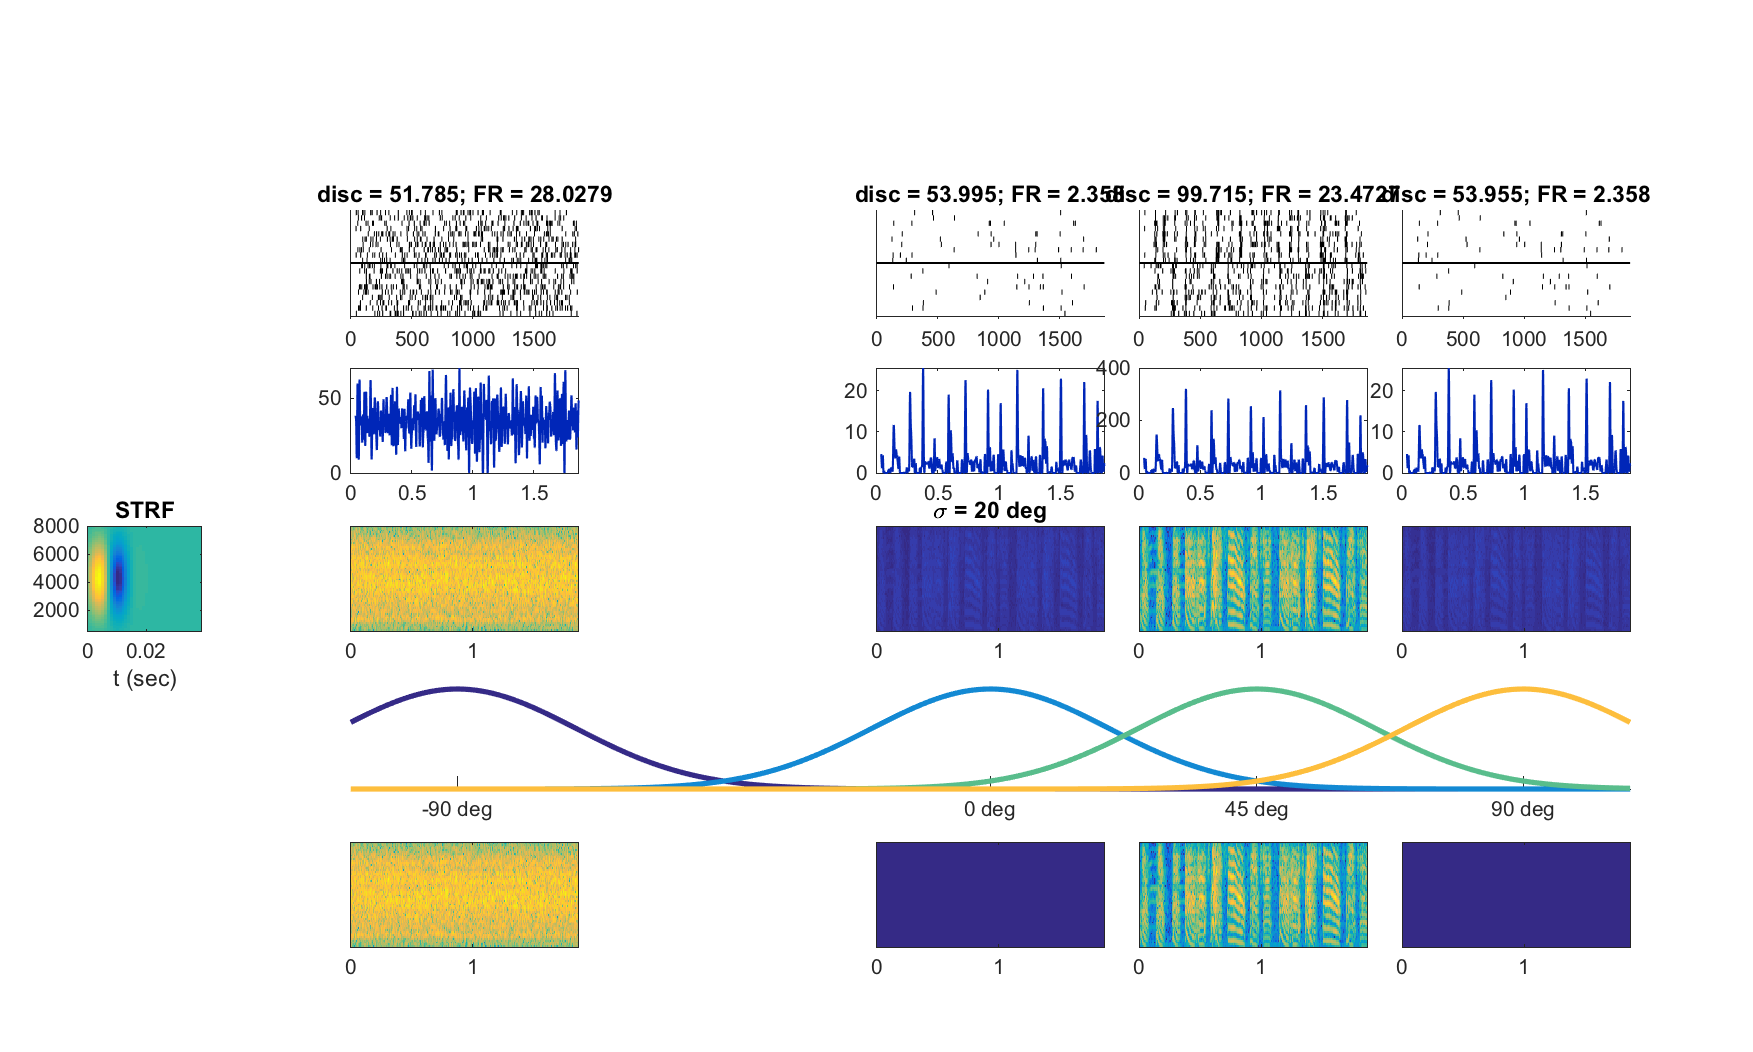 disc = 51.785; FR = 28.0279
disc = 53.995; FR = 2.358
disc = 99.715; FR = 23.4727
disc = 53.955; FR = 2.358
0 500 1000 1500
0 500 1000 1500
0 500 1000 1500
0 500 1000 1500
50
0
0 0.5 1 1.5
20
10
0
0 0.5 1 1.5
400
200
0
0 0.5 1 1.5
20
10
0
0 0.5 1 1.5
STRF
8000
6000
4000
2000
0 0.02
t (sec)
σ = 20 deg
0 1
0 1
0 1
0 1
-90 deg
0 deg
45 deg
90 deg
0 1
0 1
0 1
0 1